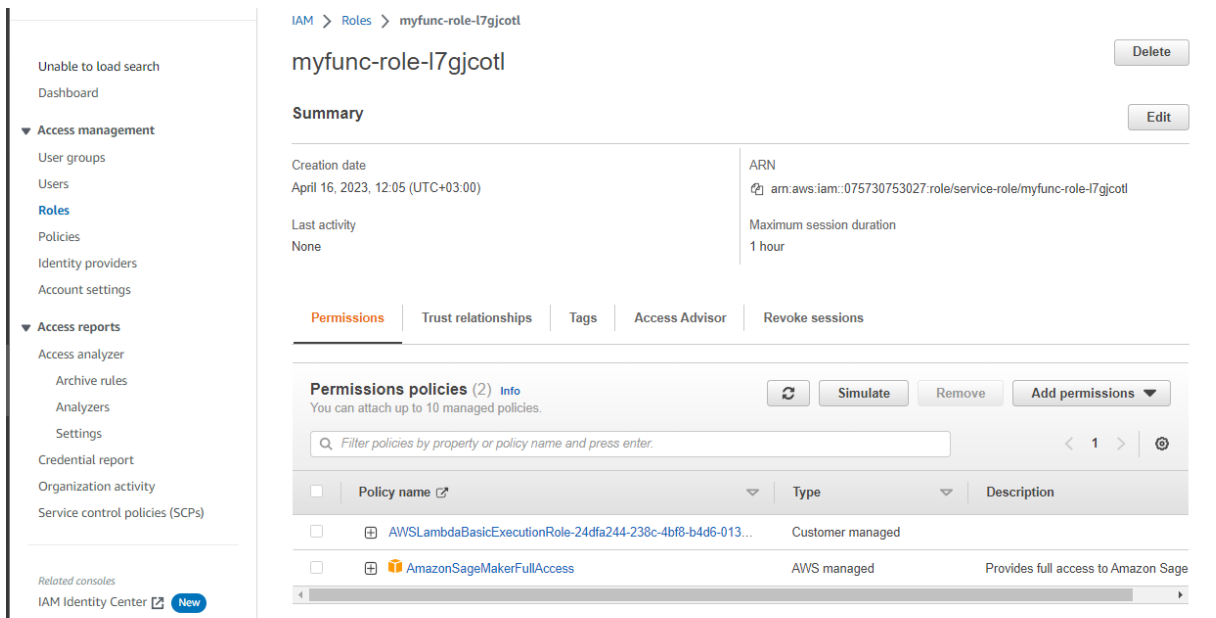 IAM > Roles > myfunc-role-l7gjcotl
myfunc-role-l7gjcotl
Delete
Unable to load search
Dashboard
Access management
User groups
Users
Roles
Policies
Identity providers
Account settings
Access reports
Access analyzer
Archive rules
Analyzers
Settings
Credential report
Organization activity
Service control policies (SCPs)
Related consoles
IAM Identity Center New
Summary
Edit
Creation date
April 16, 2023, 12:05 (UTC+03:00)
ARN
arn:aws:iam::075730753027:role/service-role/myfunc-role-l7gjcotl
Last activity
None
Maximum session duration
1 hour
Permissions Trust relationships Tags Access Advisor Revoke sessions
Permissions policies (2) Info
You can attach up to 10 managed policies.
Simulate Remove Add permissions
Filter policies by property or policy name and press enter.
< 1 >
Policy name Type Description
AWSLambdaBasicExecutionRole-24dfa244-238c-4bf8-b4d6-013... Customer managed
AmazonSageMakerFullAccess AWS managed Provides full access to Amazon Sage